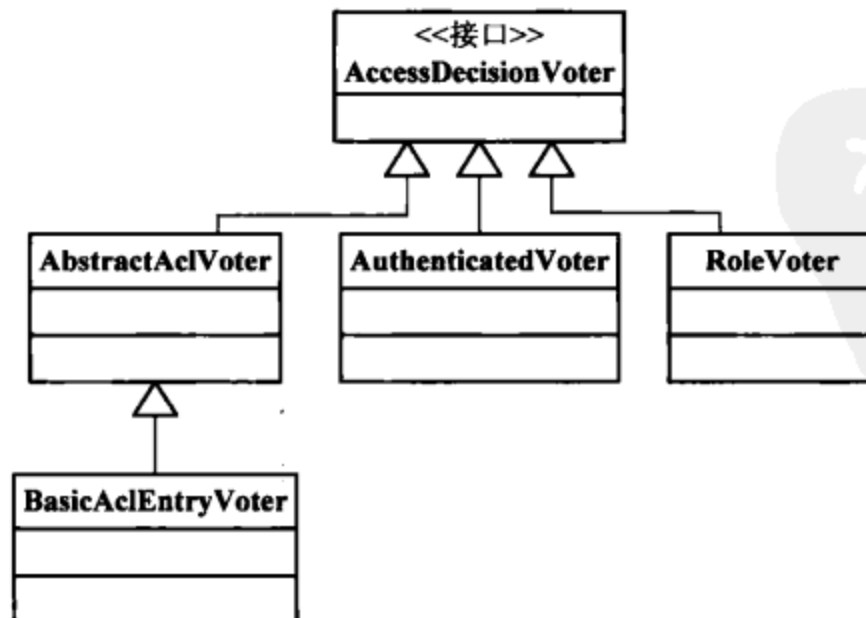 <<接口>>
AccessDecisionVoter
AbstractAclVoter
AuthenticatedVoter
RoleVoter
BasicAclEntryVoter